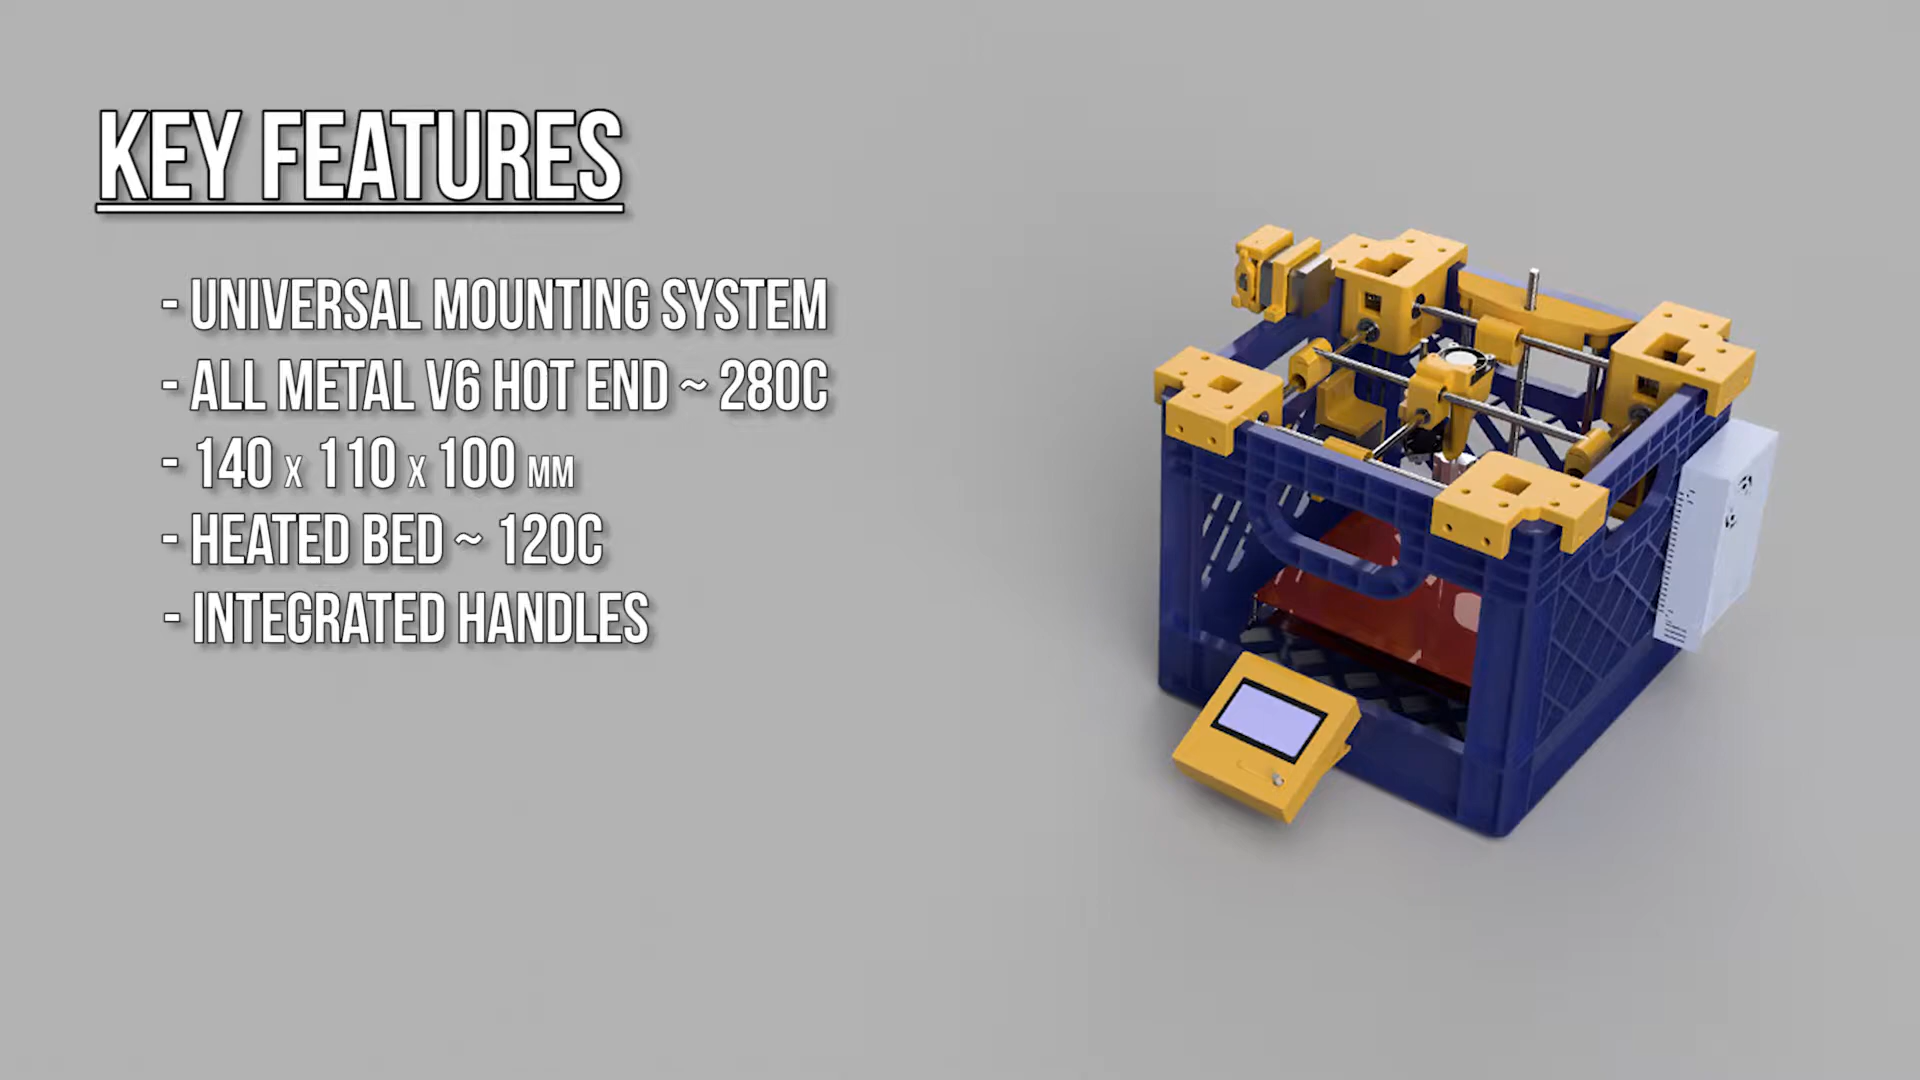 KEY FEATURES
- UNIVERSAL MOUNTING SYSTEM
- ALL METAL V6 HOT END ~ 280C
- 140 X 110 X 100 MM
- HEATED BED ~ 120C
- INTEGRATED HANDLES